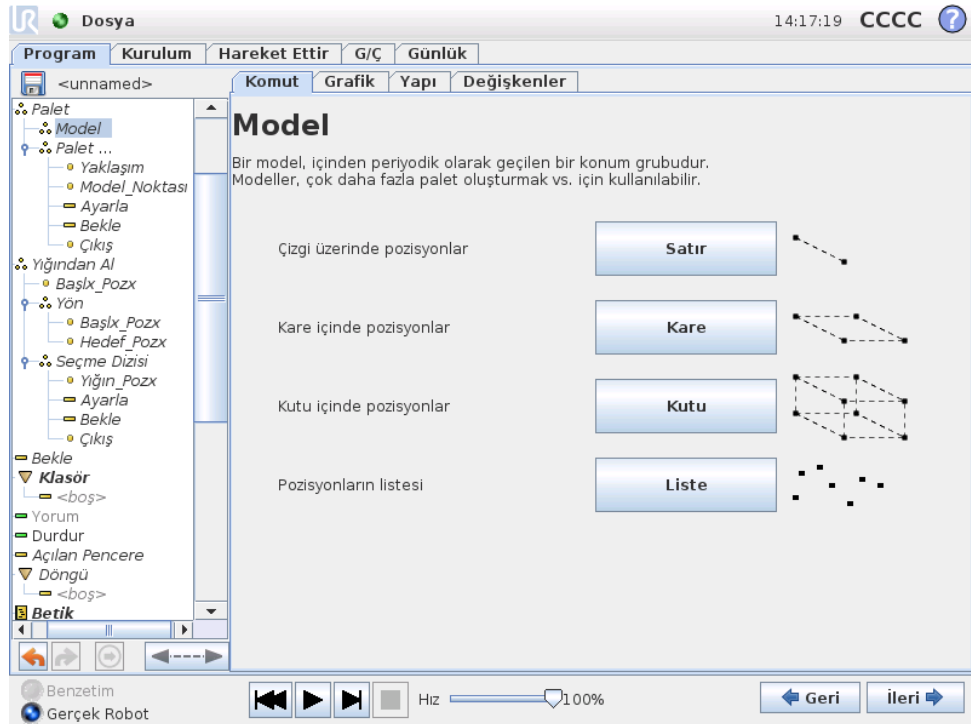 UR Dosya 14:17:19 CCCC ?
Program Kurulum Hareket Ettir G/Ç Günlük
<unnamed>
Komut Grafik Yapı Değişkenler
Palet
Model
Palet ...
Yaklaşım
Model_Noktası
Ayarla
Bekle
Çıkış
Yığından Al
Başlx_Pozx
Yön
Başlx_Pozx
Hedef_Pozx
Seçme Dizisi
Yığın_Pozx
Ayarla
Bekle
Çıkış
Bekle
Klasör
<boş>
Yorum
Durdur
Açılan Pencere
Döngü
<boş>
Betik
Model
Bir model, içinden periyodik olarak geçilen bir konum grubudur.
Modeller, çok daha fazla palet oluşturmak vs. için kullanılabilir.
Çizgi üzerinde pozisyonlar Satır
Kare içinde pozisyonlar Kare
Kutu içinde pozisyonlar Kutu
Pozisyonların listesi Liste
Benzetim
Gerçek Robot
Hız 100%
Geri İleri